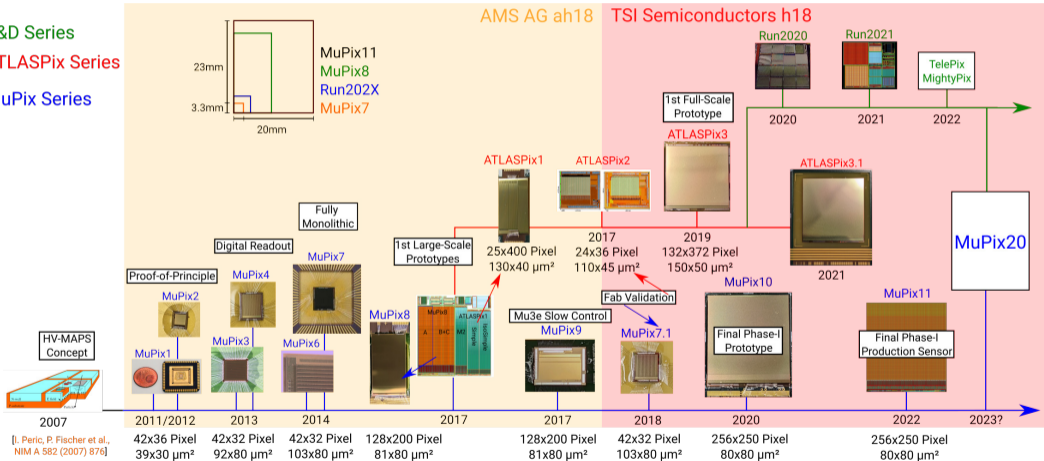 AMS AG ah18
TSI Semiconductors h18
&D Series
TLASPix Series
uPix Series
23mm
3.3mm
20mm
MuPix11
MuPix8
Run202X
MuPix7
Run2020
Run2021
TelePix
MightyPix
2020
2021
2022
1st Full-Scale
Prototype
ATLASPix3
ATLASPix1
ATLASPix2
ATLASPix3.1
25x400 Pixel
130x40 µm²
2017
24x36 Pixel
110x45 µm²
2019
132x372 Pixel
150x50 µm²
2021
MuPix20
Fully
Monolithic
Digital Readout
Proof-of-Principle
1st Large-Scale
Prototypes
HV-MAPS
Concept
MuPix1
MuPix2
MuPix3
MuPix4
MuPix6
MuPix7
MuPix8
MuPix8
A
B+C
ATLASPix1
M2
Simple
IsoSimple
Mu3e Slow Control
MuPix9
Fab Validation
MuPix7.1
MuPix10
Final Phase-I
Prototype
MuPix11
Final Phase-I
Production Sensor
2007
2011/2012
2013
2014
2017
2017
2018
2020
2022
2023?
[I. Peric, P. Fischer et al.,
NIM A 582 (2007) 876]
42x36 Pixel
39x30 µm²
42x32 Pixel
92x80 µm²
42x32 Pixel
103x80 µm²
128x200 Pixel
81x80 µm²
128x200 Pixel
81x80 µm²
42x32 Pixel
103x80 µm²
256x250 Pixel
80x80 µm²
256x250 Pixel
80x80 µm²